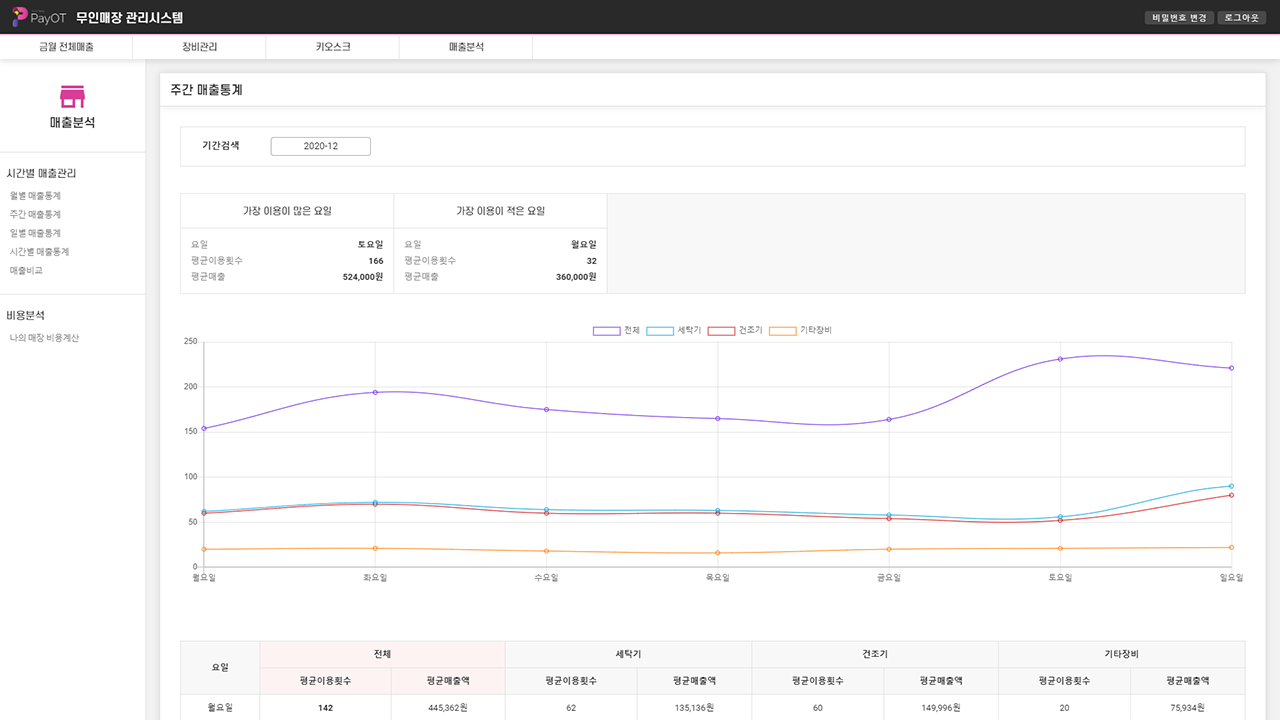 PayOT 무인매장 관리시스템
비밀번호 변경 로그아웃
금월 전체매출 장비관리 키오스크 매출분석
매출분석
시간별 매출관리
월별 매출통계
주간 매출통계
일별 매출통계
시간별 매출통계
매출비교
비용분석
나의 매장 비용계산
주간 매출통계
기간검색 2020-12
가장 이용이 많은 요일 가장 이용이 적은 요일
요일 토요일 요일 월요일
평균이용횟수 166 평균이용횟수 32
평균매출 524,000원 평균매출 360,000원
전체 세탁기 건조기 기타장비
250
200
150
100
50
0
월요일 화요일 수요일 목요일 금요일 토요일 일요일
요일 전체 세탁기 건조기 기타장비
평균이용횟수 평균매출액 평균이용횟수 평균매출액 평균이용횟수 평균매출액 평균이용횟수 평균매출액
월요일 142 445,362원 62 135,136원 60 149,996원 20 75,934원